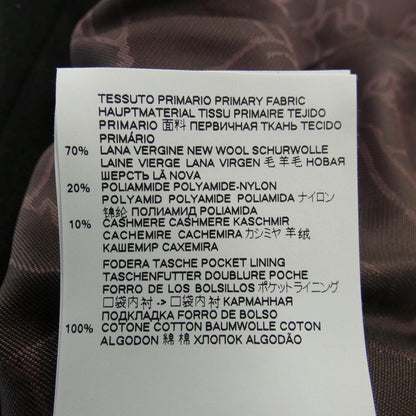 TESSUTO PRIMARIO PRIMARY FABRIC
HAUPTMATERIAL TISSU PRIMAIRE TEJIDO
PRIMARIO 面料 ПЕРВИЧНАЯ ТКАНЬ TECIDO
PRIMÁRIO
70% LANA VERGINE NEW WOOL SCHURWOLLE
LAINE VIERGE LANA VIRGEN 毛 羊毛 НОВАЯ
ШЕРСТЬ LÃ NOVA
20% POLIAMMIDE POLYAMIDE-NYLON
POLYAMID POLYAMIDE POLIAMIDA ナイロン
锦纶 ПОЛИАМИД POLIAMIDA
10% CASHMERE CASHMERE KASCHMIR
CACHEMIRE CACHEMIRA カシミヤ 羊绒
КАШЕМИР CAXEMIRA
FODERA TASCHE POCKET LINING
TASCHENFUTTER DOUBLURE POCHE
FORRO DE LOS BOLSILLOS ポケットライニング
口袋内衬 -> 口袋内衬 КАРМАННАЯ
ПОДКЛАДКА FORRO DE BOLSO
100% COTONE COTTON BAUMWOLLE COTON
ALGODON 綿 棉 ХЛОПОК ALGODÃO